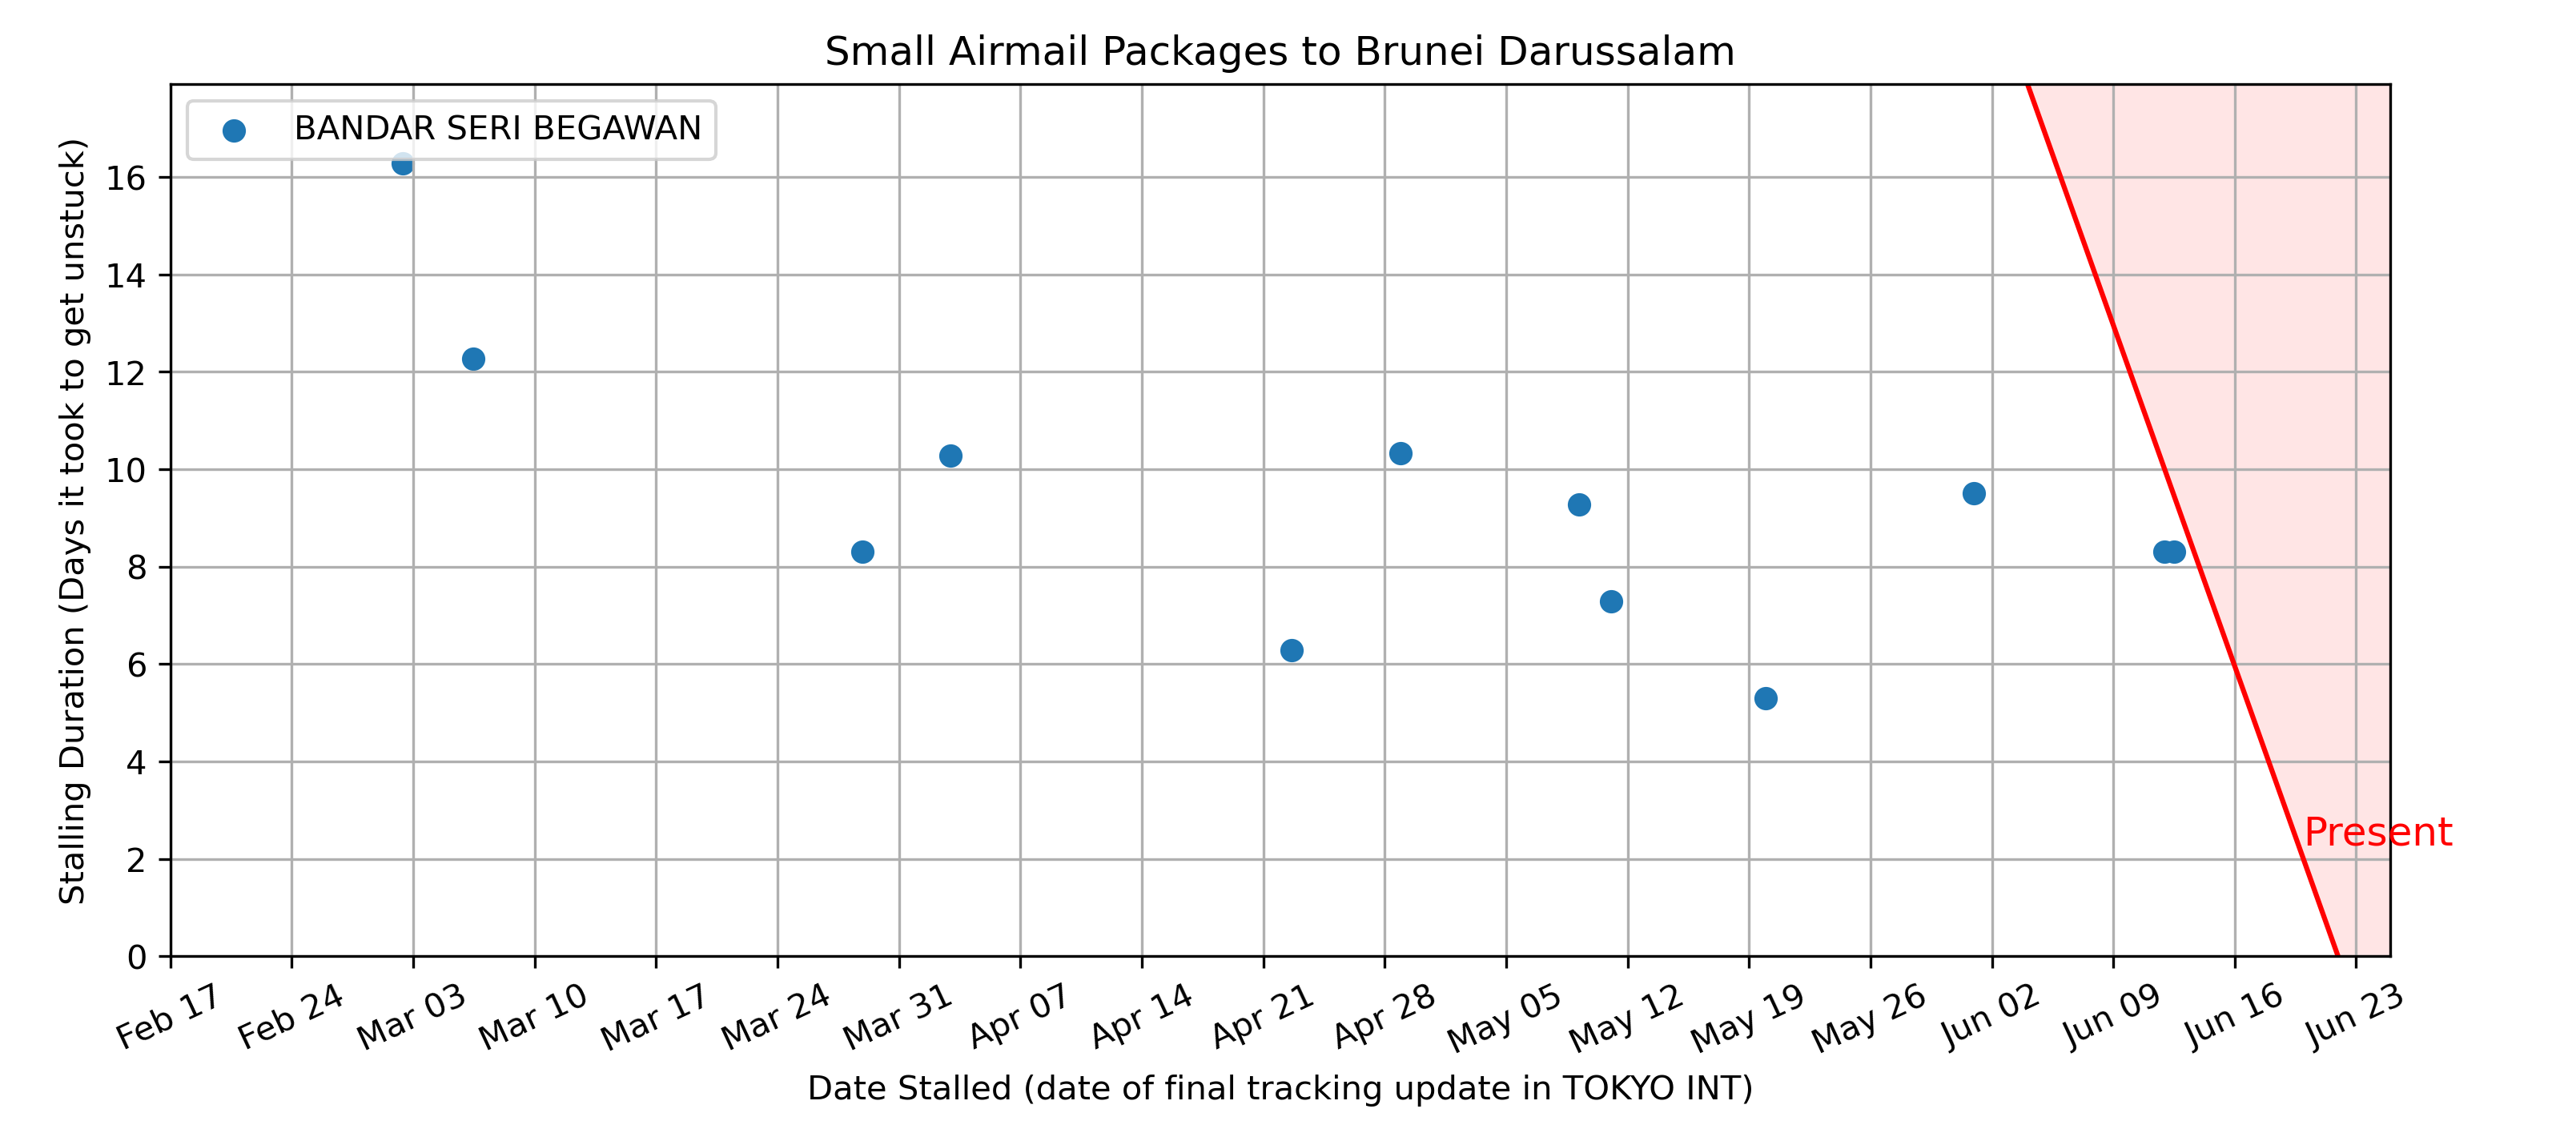 Small Airmail Packages to Brunei Darussalam
BANDAR SERI BEGAWAN
Stalling Duration (Days it took to get unstuck)
16
14
12
10
8
6
4
2
0
Present
Feb 17 Feb 24 Mar 03 Mar 10 Mar 17 Mar 24 Mar 31 Apr 07 Apr 14 Apr 21 Apr 28 May 05 May 12 May 19 May 26 Jun 02 Jun 09 Jun 16 Jun 23
Date Stalled (date of final tracking update in TOKYO INT)